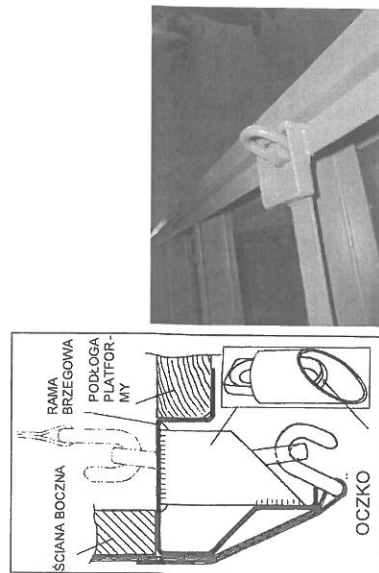 ŚCIANA BOCZNA
RAMA
BRZEGOWA
PODŁOGA
PLATFOR-
MY
OCZKO